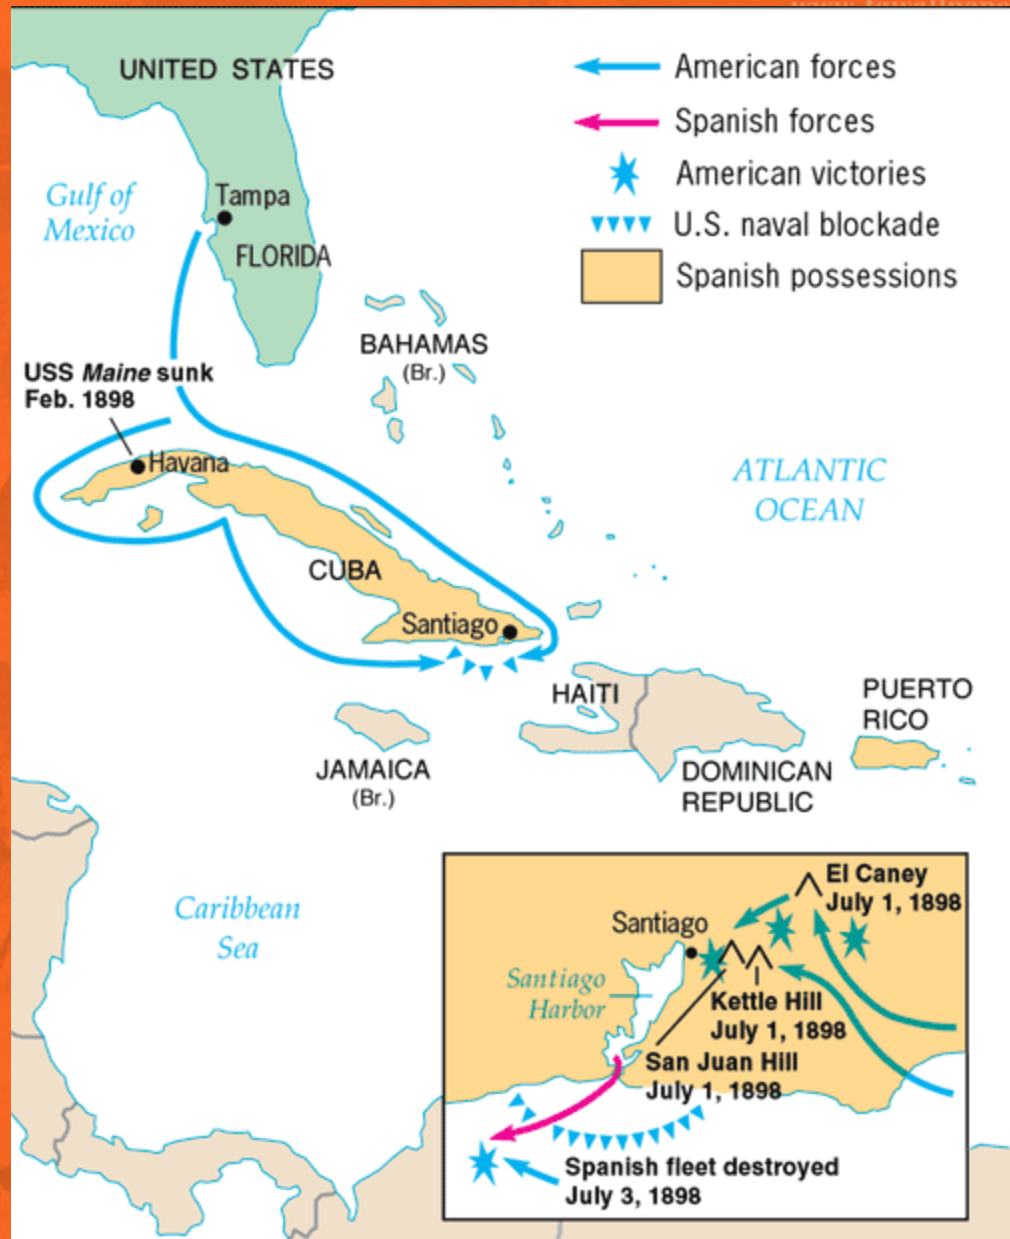 UNITED STATES
American forces
Spanish forces
American victories
U.S. naval blockade
Spanish possessions
Gulf of
Mexico
Tampa
FLORIDA
BAHAMAS
(Br.)
USS Maine sunk
Feb. 1898
Havana
ATLANTIC
OCEAN
CUBA
Santiago
HAITI
PUERTO
RICO
JAMAICA
(Br.)
DOMINICAN
REPUBLIC
Caribbean
Sea
El Caney
July 1, 1898
Santiago
Santiago
Harbor
Kettle Hill
July 1, 1898
San Juan Hill
July 1, 1898
Spanish fleet destroyed
July 3, 1898